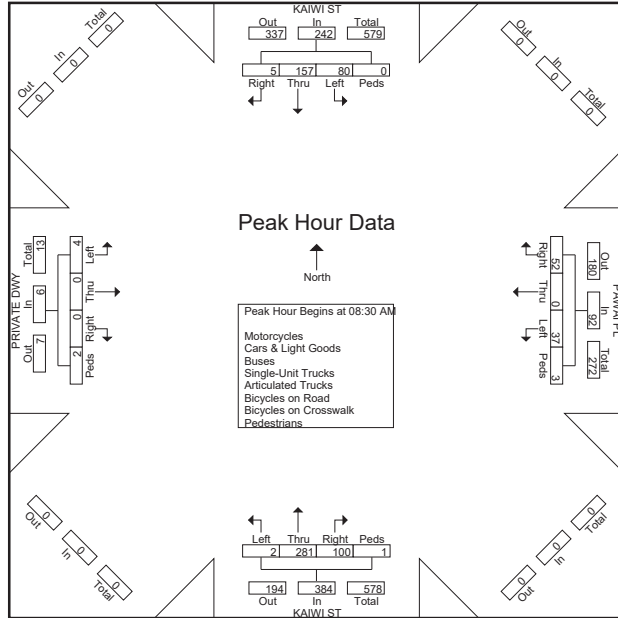 KAIWI ST
Out In Total
337 242 579
5 157 80 0
Right Thru Left Peds
Total
0
In
0
Out
0
Out
0
In
0
Total
0
PRIVATE DWY
Total In Out
13 6 7
4 0 0 2
Left Thru Right Peds
Peak Hour Data
North
Peak Hour Begins at 08:30 AM
Motorcycles
Cars & Light Goods
Buses
Single-Unit Trucks
Articulated Trucks
Bicycles on Road
Bicycles on Crosswalk
Pedestrians
Right Thru Left Peds
52 0 37 3
Out In Total
180 92 272
PAWAI PL
0
Out
0
In
0
Total
Left Thru Right Peds
2 281 100 1
194 384 578
Out In Total
KAIWI ST
0
Total
0
In
0
Out